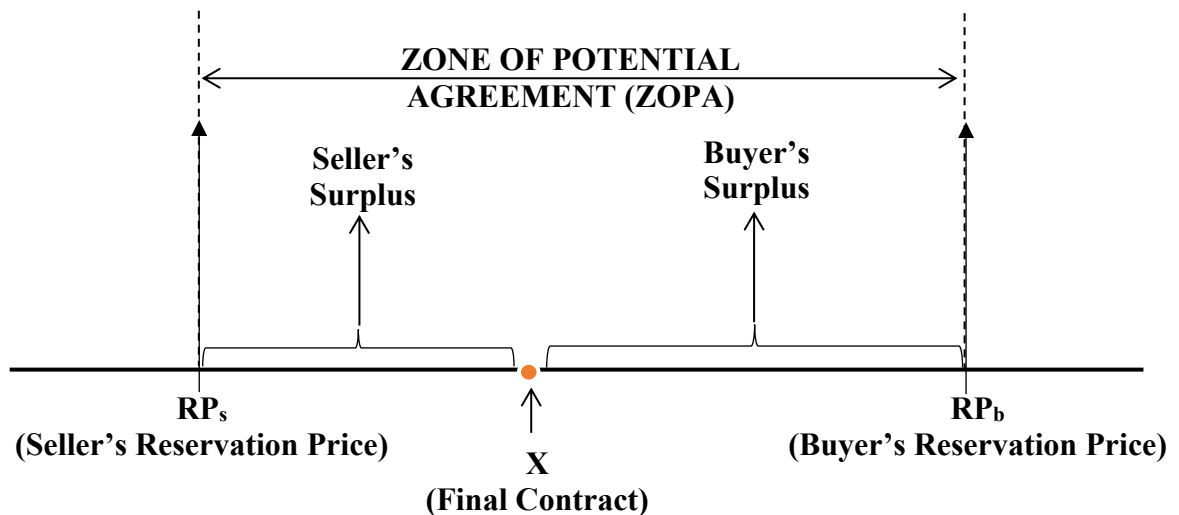 ZONE OF POTENTIAL
AGREEMENT (ZOPA)
Seller’s
Surplus
Buyer’s
Surplus
RPs
(Seller’s Reservation Price)
X
(Final Contract)
RPb
(Buyer’s Reservation Price)